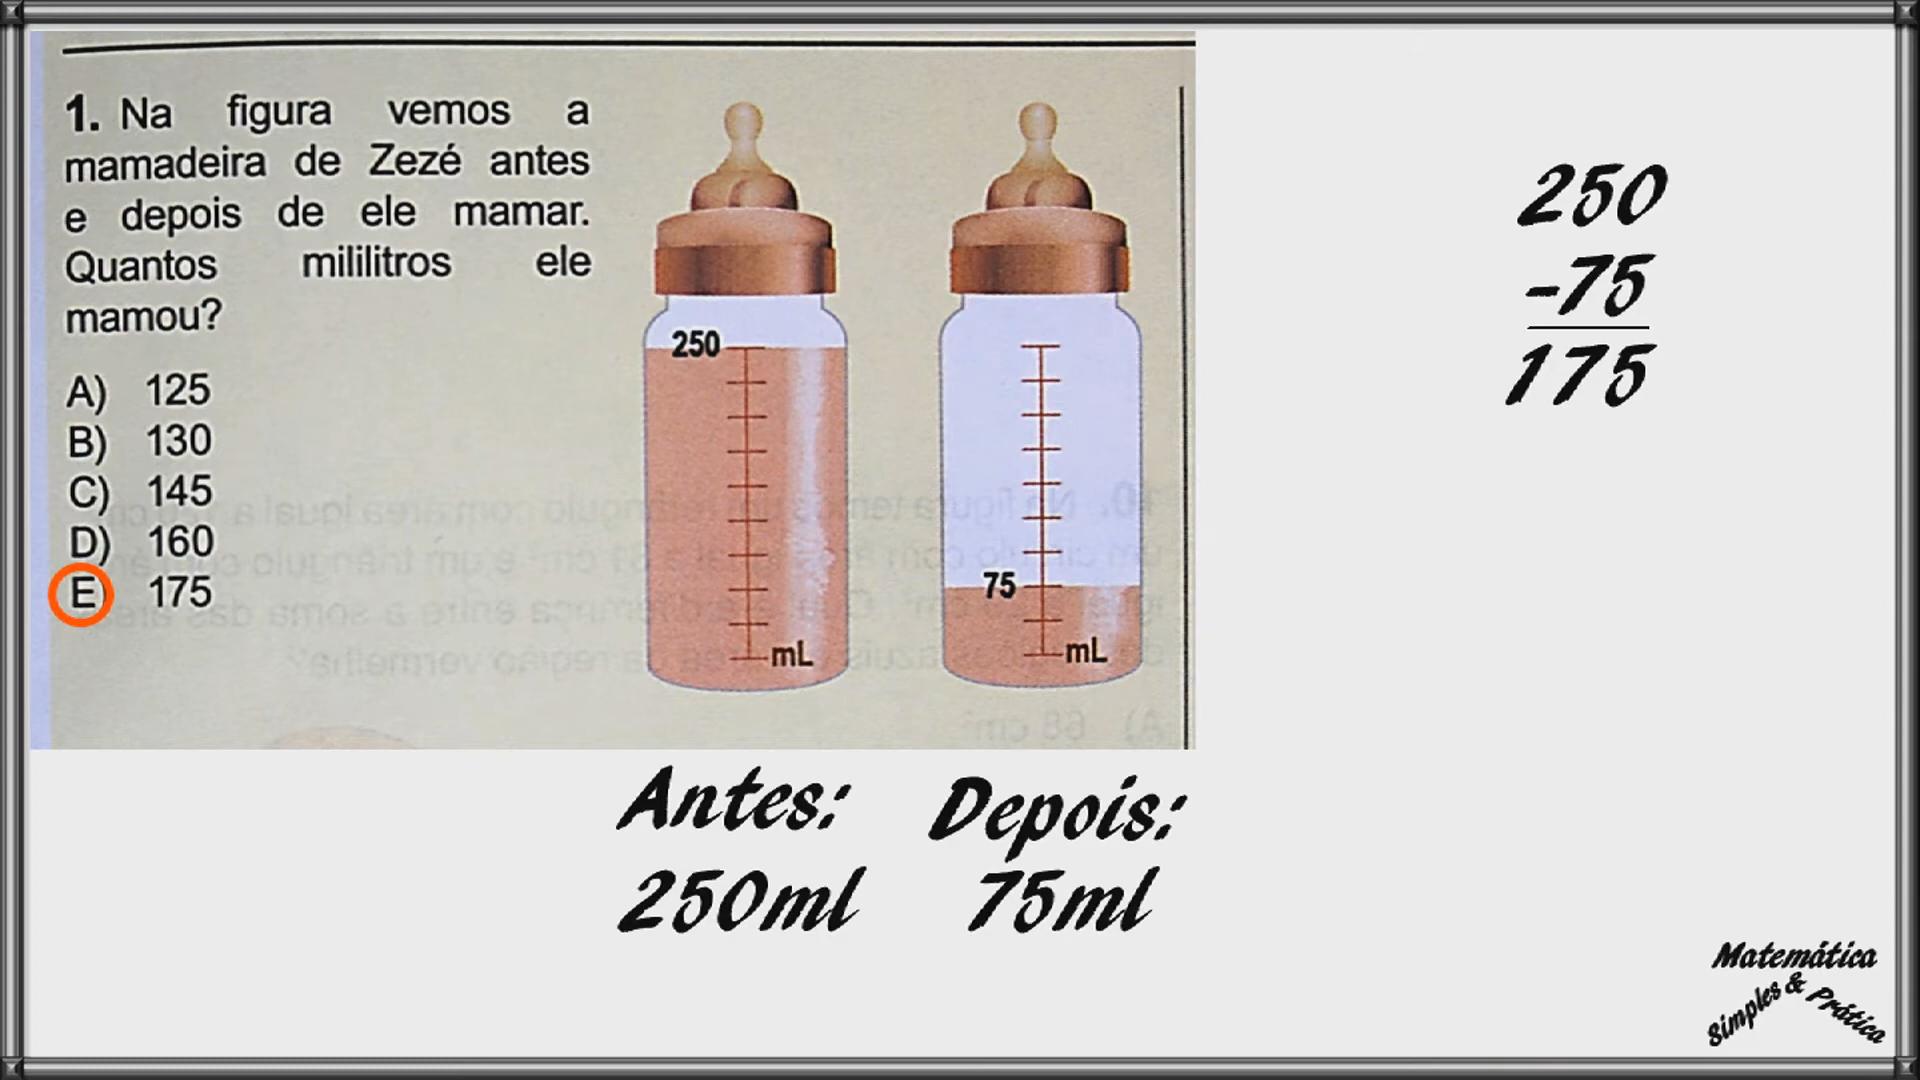 1. Na figura vemos a
mamadeira de Zezé antes
e depois de ele mamar.
Quantos mililitros ele
mamou?
A) 125
B) 130
C) 145
D) 160
E) 175
250
mL
75
mL
250
-75
175
Antes:
250ml
Depois:
75ml
Matemática
Simples & Prática